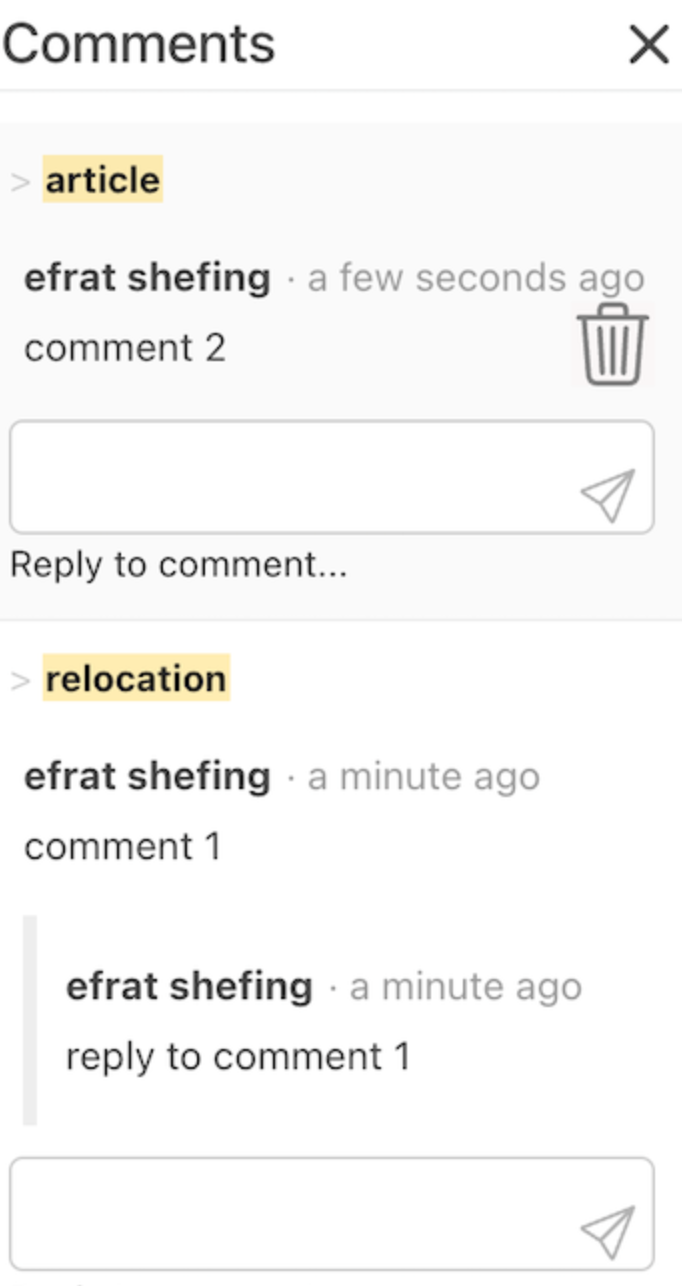 Comments
> article
efrat shefing · a few seconds ago
comment 2
Reply to comment...
> relocation
efrat shefing · a minute ago
comment 1
efrat shefing · a minute ago
reply to comment 1